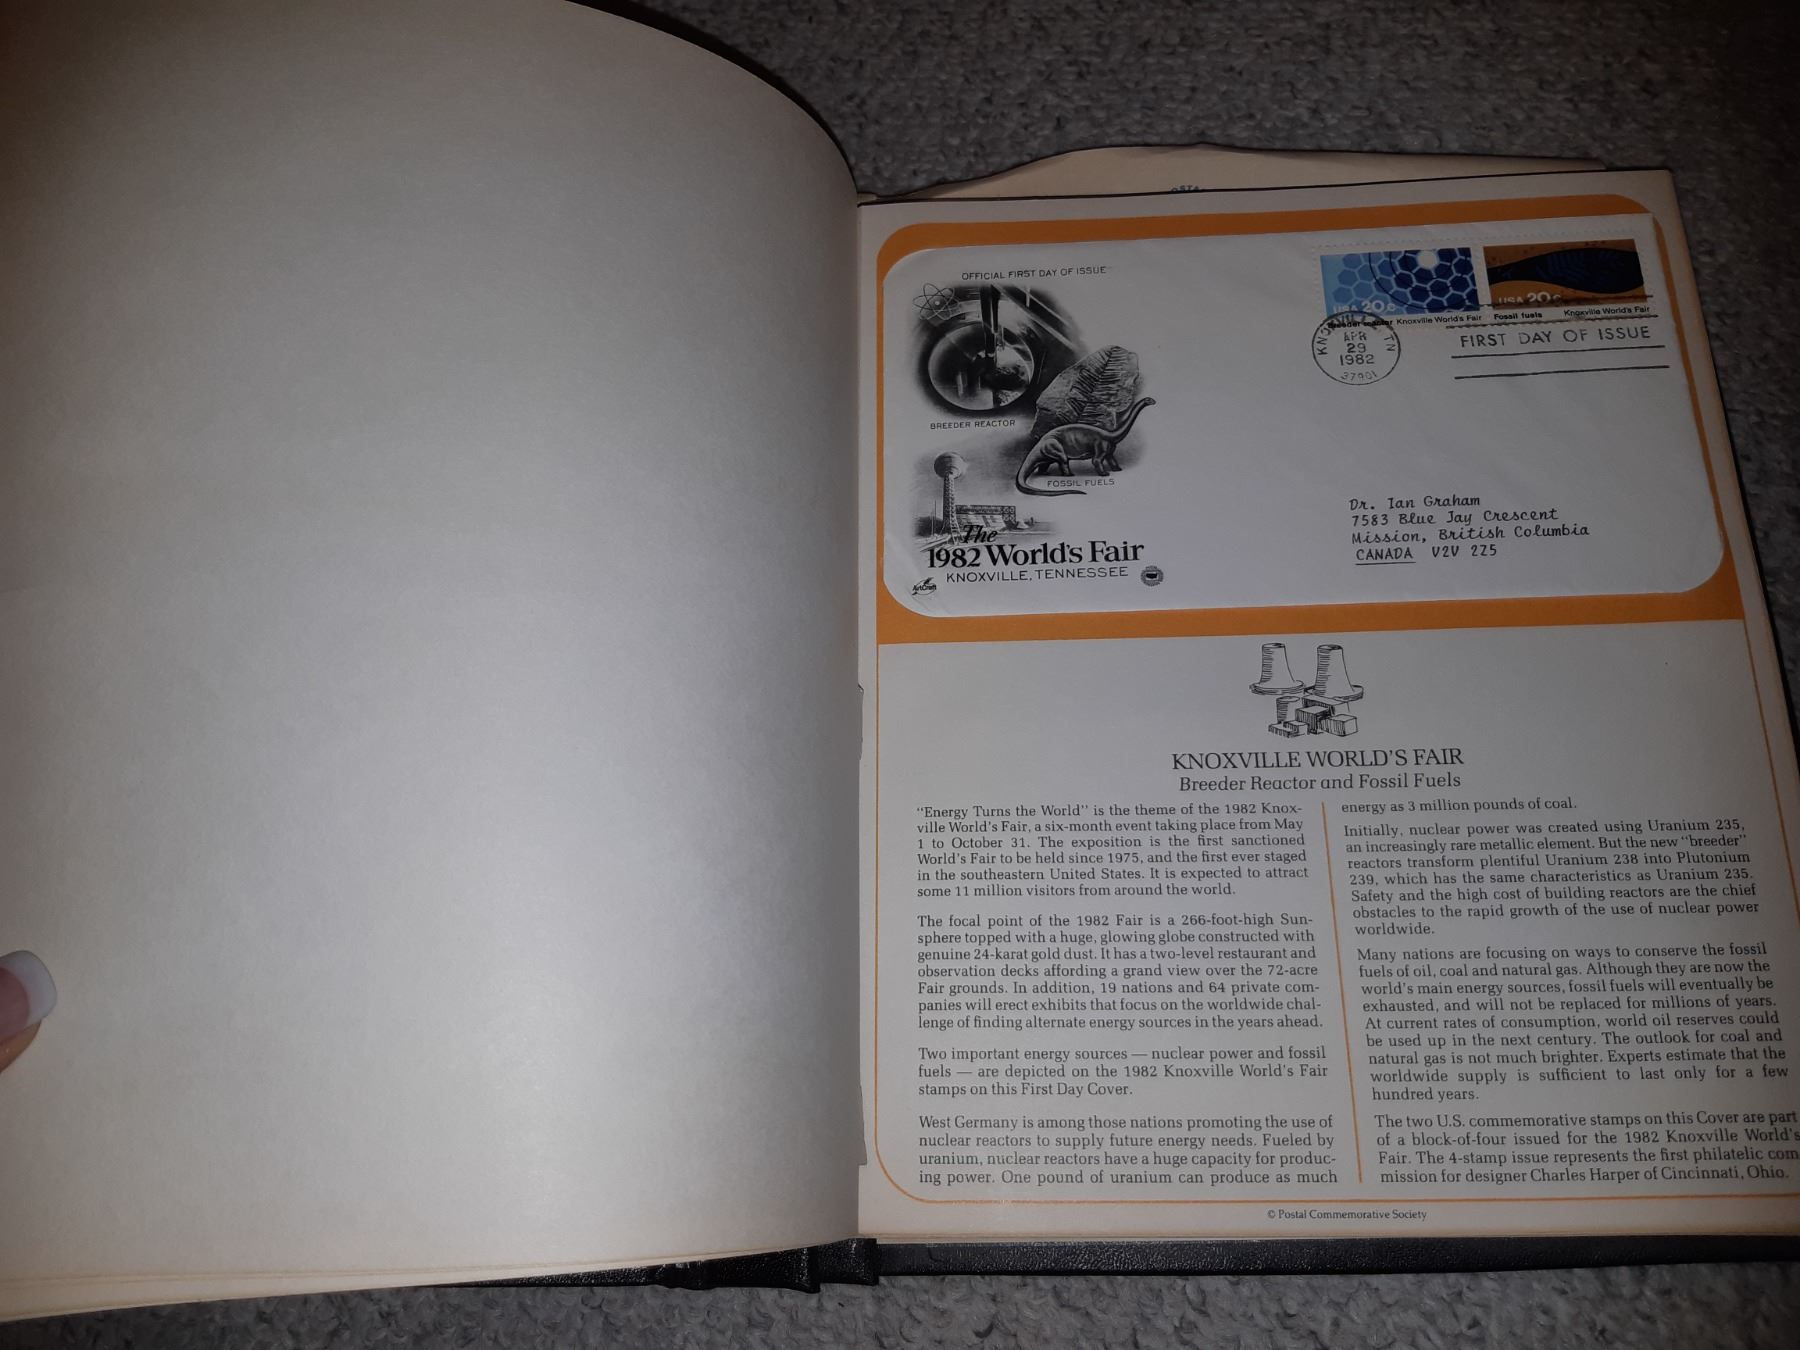 OFFICIAL FIRST DAY OF ISSUE
USA 20c
USA 20c
Breeder reactor Knoxville World's Fair
Fossil fuels Knoxville World's Fair
KNOXVILLE TN
APR
29
1982
37901
FIRST DAY OF ISSUE
BREEDER REACTOR
FOSSIL FUELS
The
1982 World's Fair
KNOXVILLE, TENNESSEE
ArtCraft
Dr. Ian Graham
7583 Blue Jay Crescent
Mission, British Columbia
CANADA V2V 2Z5
KNOXVILLE WORLD'S FAIR
Breeder Reactor and Fossil Fuels
"Energy Turns the World" is the theme of the 1982 Knox-
ville World's Fair, a six-month event taking place from May
1 to October 31. The exposition is the first sanctioned
World's Fair to be held since 1975, and the first ever staged
in the southeastern United States. It is expected to attract
some 11 million visitors from around the world.
The focal point of the 1982 Fair is a 266-foot-high Sun-
sphere topped with a huge, glowing globe constructed with
genuine 24-karat gold dust. It has a two-level restaurant and
observation decks affording a grand view over the 72-acre
Fair grounds. In addition, 19 nations and 64 private com-
panies will erect exhibits that focus on the worldwide chal-
lenge of finding alternate energy sources in the years ahead.
Two important energy sources — nuclear power and fossil
fuels — are depicted on the 1982 Knoxville World's Fair
stamps on this First Day Cover.
West Germany is among those nations promoting the use of
nuclear reactors to supply future energy needs. Fueled by
uranium, nuclear reactors have a huge capacity for produc-
ing power. One pound of uranium can produce as much
energy as 3 million pounds of coal.
Initially, nuclear power was created using Uranium 235,
an increasingly rare metallic element. But the new "breeder"
reactors transform plentiful Uranium 238 into Plutonium
239, which has the same characteristics as Uranium 235.
Safety and the high cost of building reactors are the chief
obstacles to the rapid growth of the use of nuclear power
worldwide.
Many nations are focusing on ways to conserve the fossil
fuels of oil, coal and natural gas. Although they are now the
world's main energy sources, fossil fuels will eventually be
exhausted, and will not be replaced for millions of years.
At current rates of consumption, world oil reserves could
be used up in the next century. The outlook for coal and
natural gas is not much brighter. Experts estimate that the
worldwide supply is sufficient to last only for a few
hundred years.
The two U.S. commemorative stamps on this Cover are part
of a block-of-four issued for the 1982 Knoxville World's
Fair. The 4-stamp issue represents the first philatelic com
mission for designer Charles Harper of Cincinnati, Ohio.
© Postal Commemorative Society